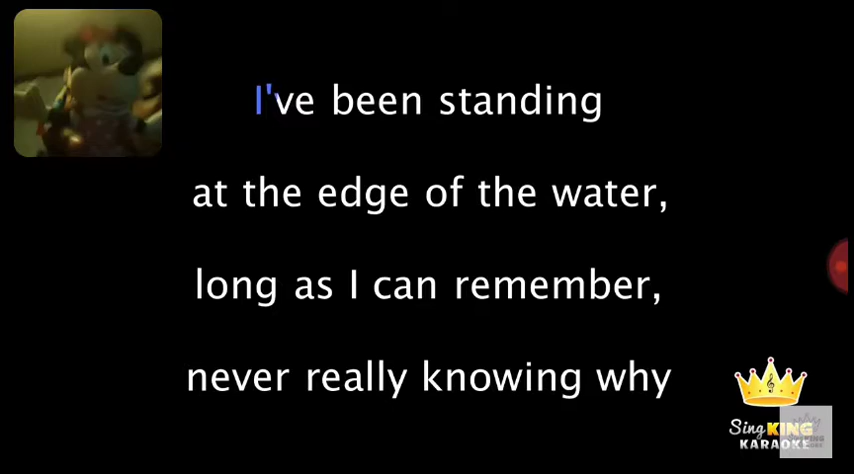 I've been standing
at the edge of the water,
long as I can remember,
never really knowing why
Sing KING
KARAOKE